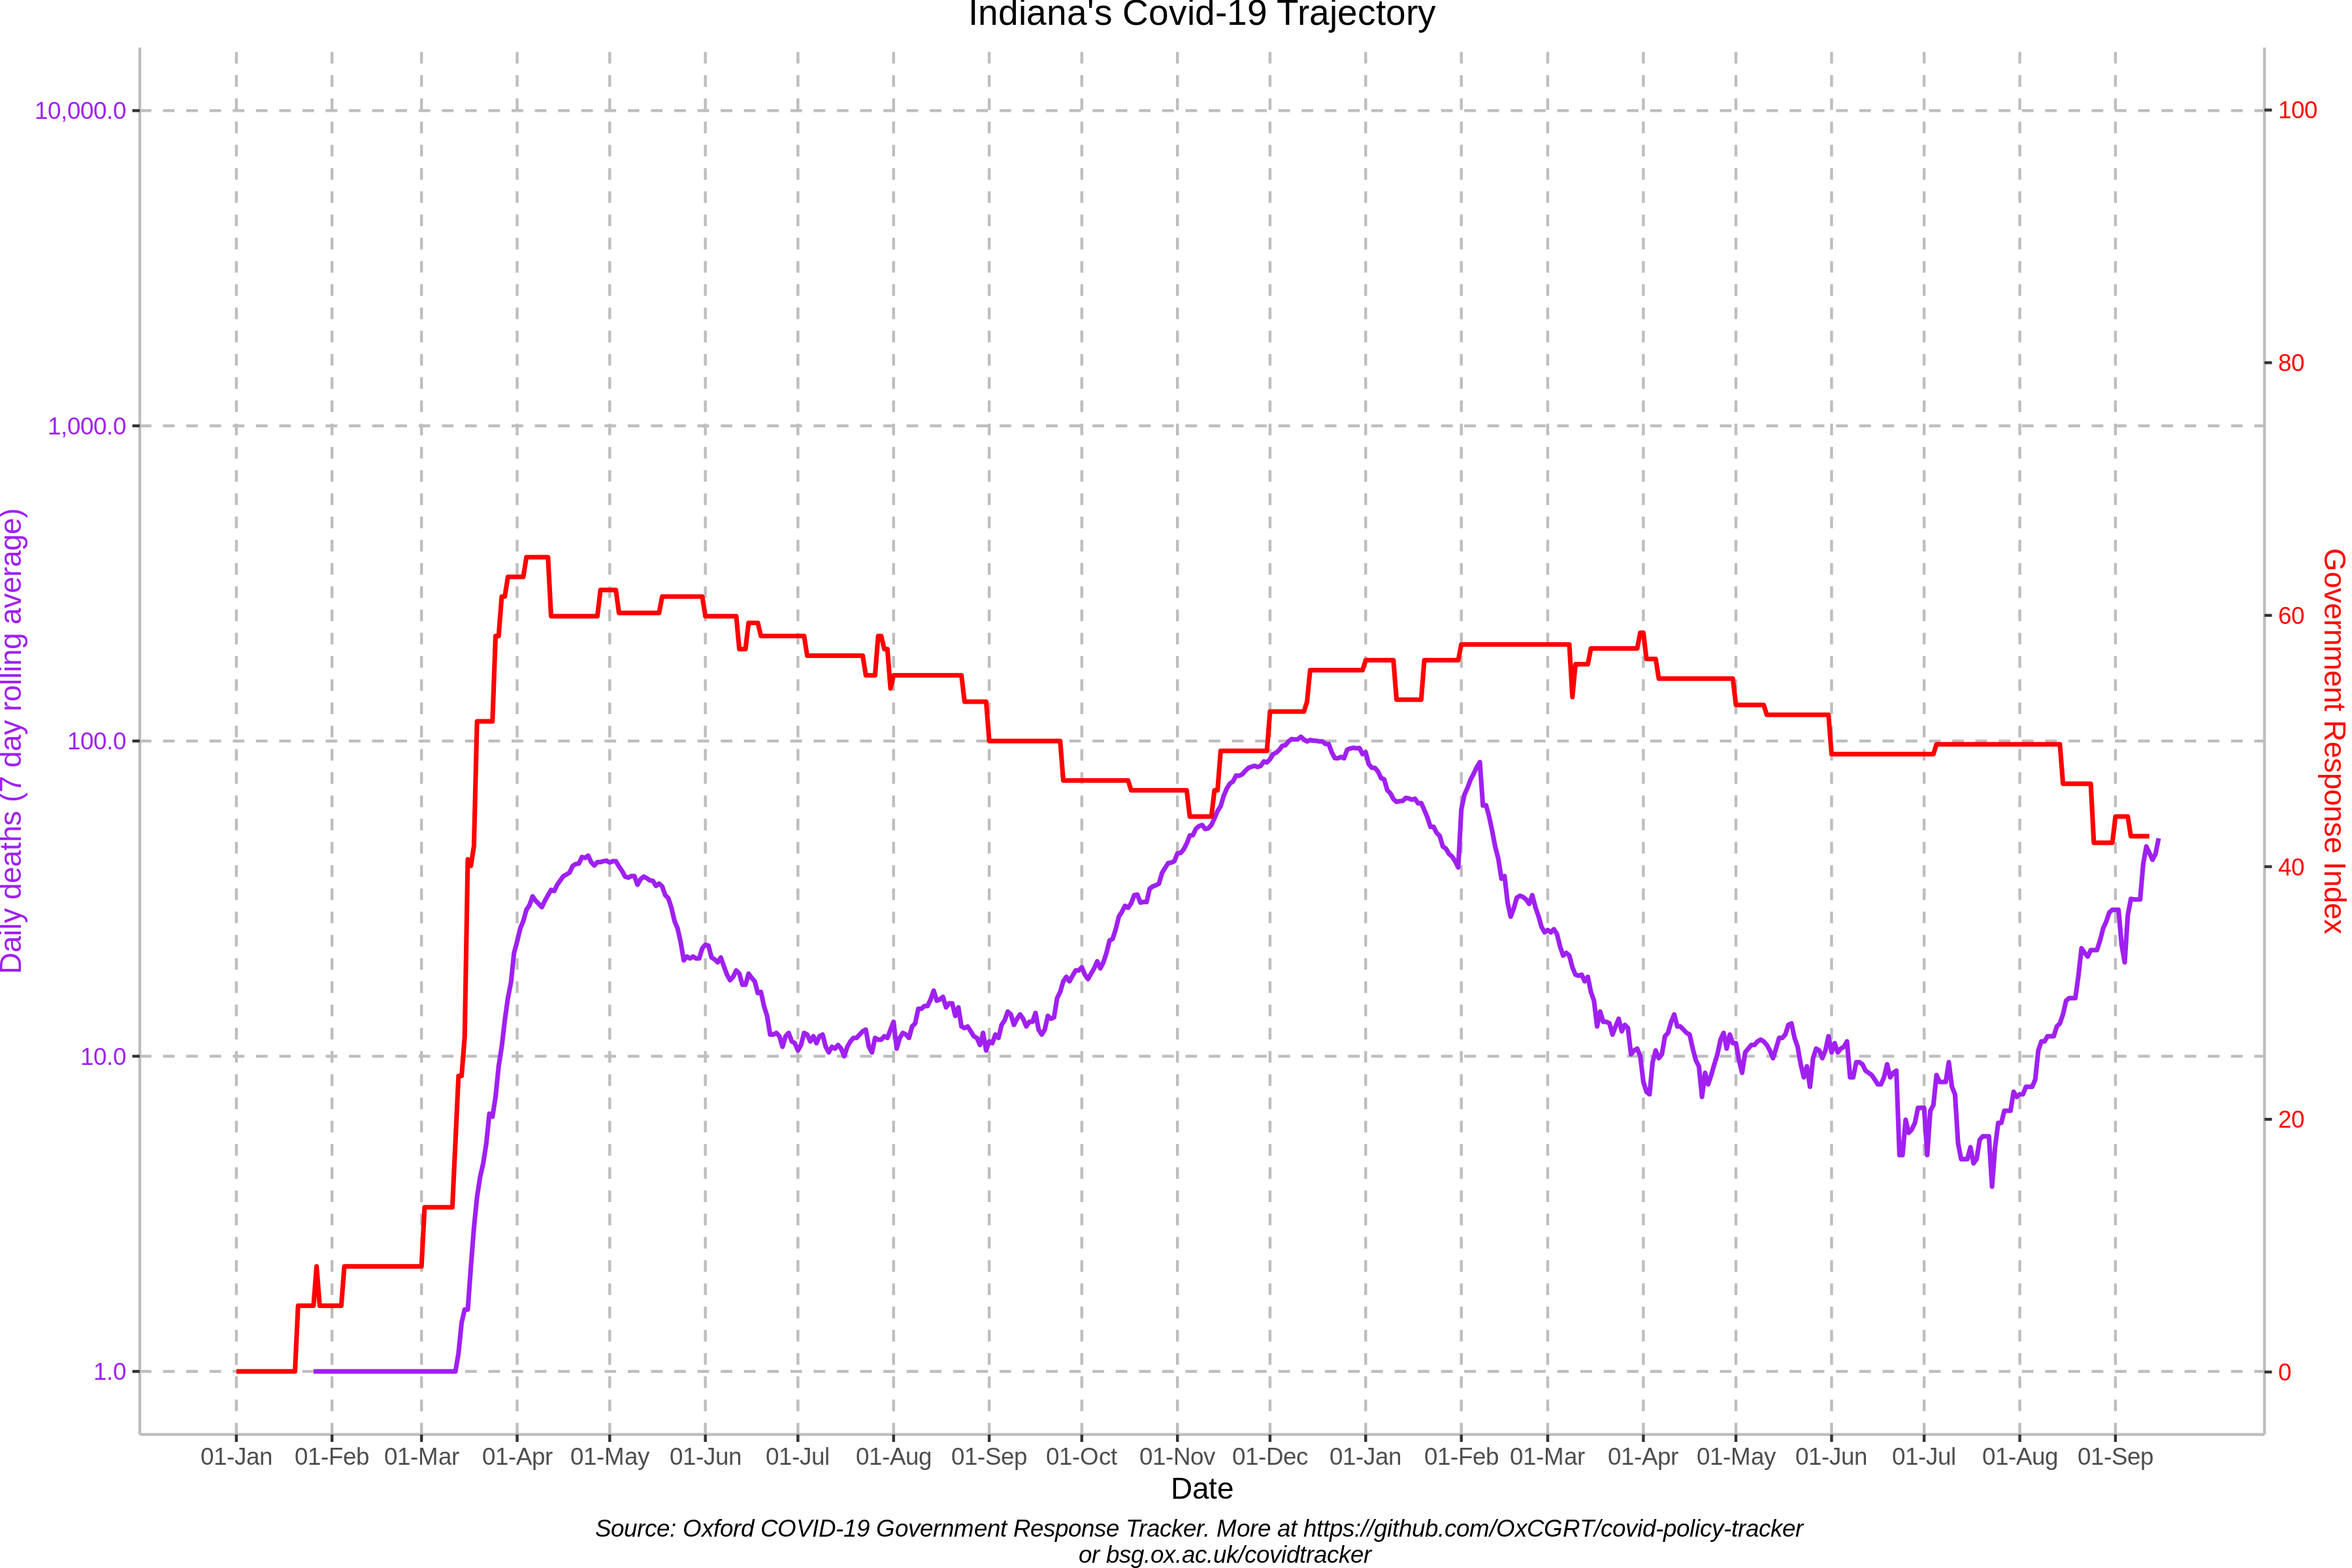 Indiana's Covid-19 Trajectory
10,000.0
1,000.0
100.0
10.0
1.0
Daily deaths (7 day rolling average)
100
80
60
40
20
0
Government Response Index
01-Jan 01-Feb 01-Mar 01-Apr 01-May 01-Jun 01-Jul 01-Aug 01-Sep 01-Oct 01-Nov 01-Dec 01-Jan 01-Feb 01-Mar 01-Apr 01-May 01-Jun 01-Jul 01-Aug 01-Sep
Date
Source: Oxford COVID-19 Government Response Tracker. More at https://github.com/OxCGRT/covid-policy-tracker
or bsg.ox.ac.uk/covidtracker